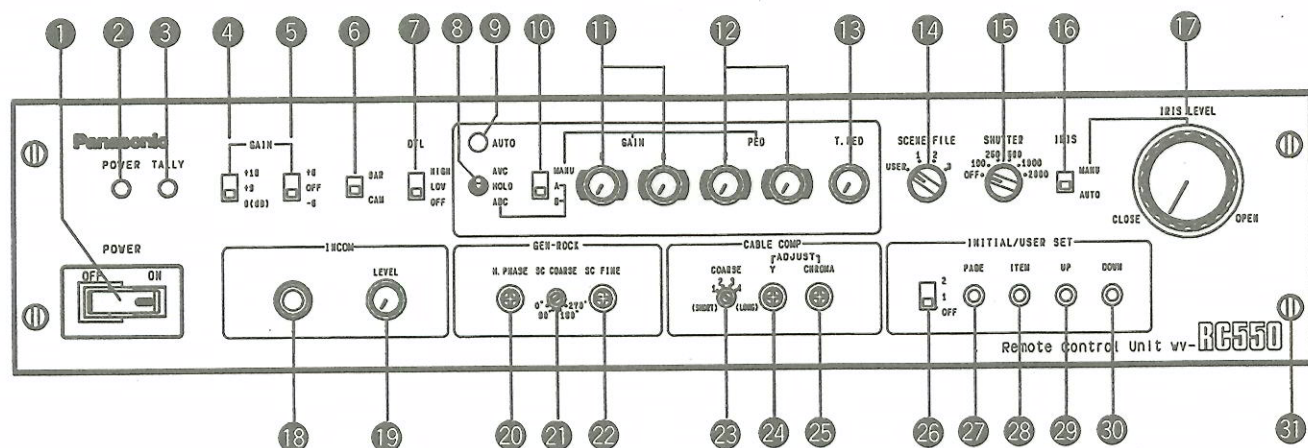 1 2 3 4 5 6 7 8 9 10 11 12 13 14 15 16 17
Panasonic
POWER TALLY
GAIN
+18
+9
0(dB)
+6
OFF
-6
BAR
CAM
DTL
HIGH
LOW
OFF
AUTO
AWC
HOLD
ABC
MANU
A
B
GAIN
PED
T.PED
SCENE FILE
USER 1 2 3
SHUTTER
OFF 100 250 500 1000 2000
IRIS
MANU
AUTO
IRIS LEVEL
CLOSE OPEN
POWER
OFF ON
INCOM
LEVEL
GEN-ROCK
H. PHASE SC COARSE SC FINE
0° 90° 180° 270°
CABLE COMP
ADJUST
COARSE Y CHROMA
1 2 3 4
(SHORT) (LONG)
INITIAL/USER SET
2
1
OFF
PAGE ITEM UP DOWN
Remote Control Unit WV-RC550
18 19 20 21 22 23 24 25 26 27 28 29 30 31